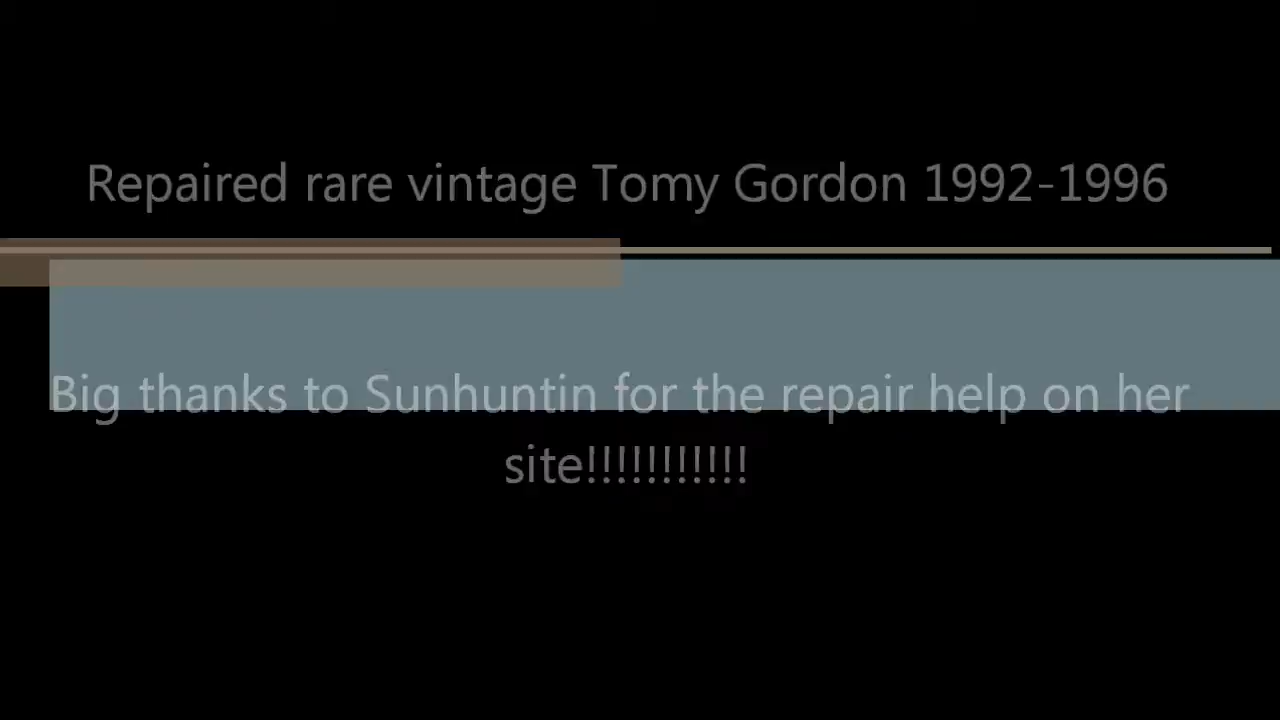 Repaired rare vintage Tomy Gordon 1992-1996
Big thanks to Sunhuntin for the repair help on her
site!!!!!!!!!!!